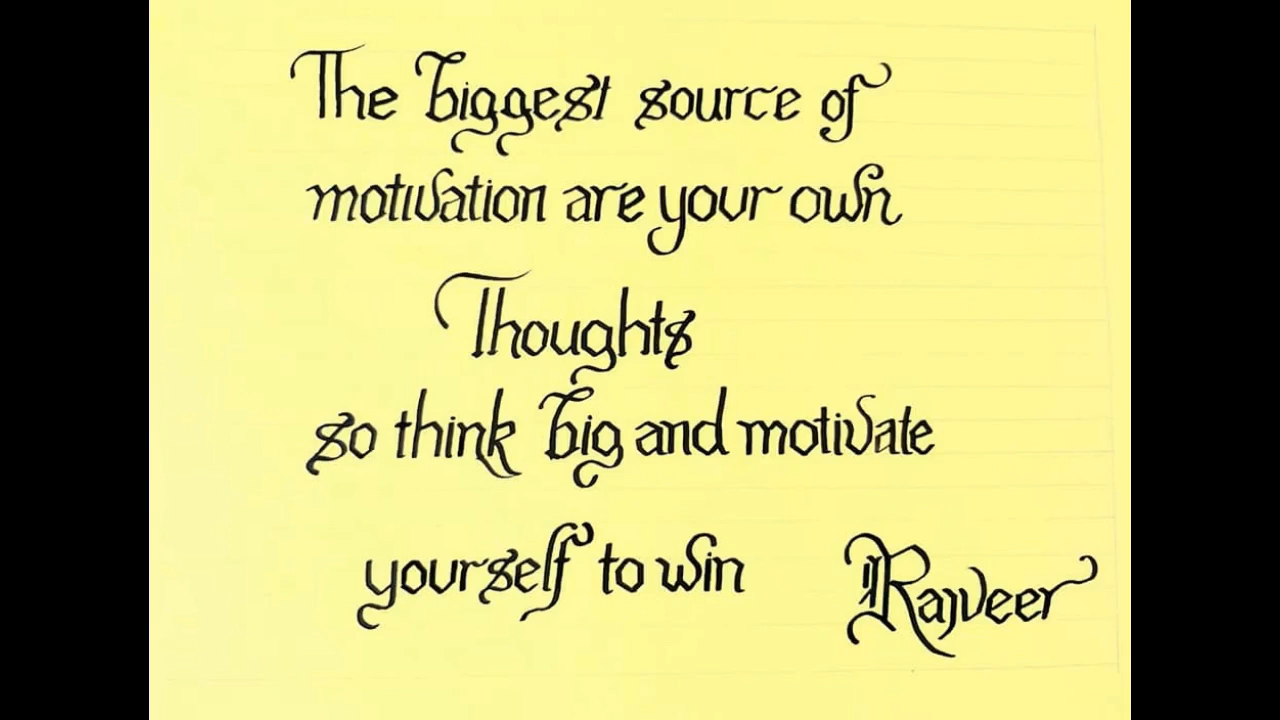 The biggest source of
motivation are your own
Thoughts
so think big and motivate
yourself to win
Rajveer